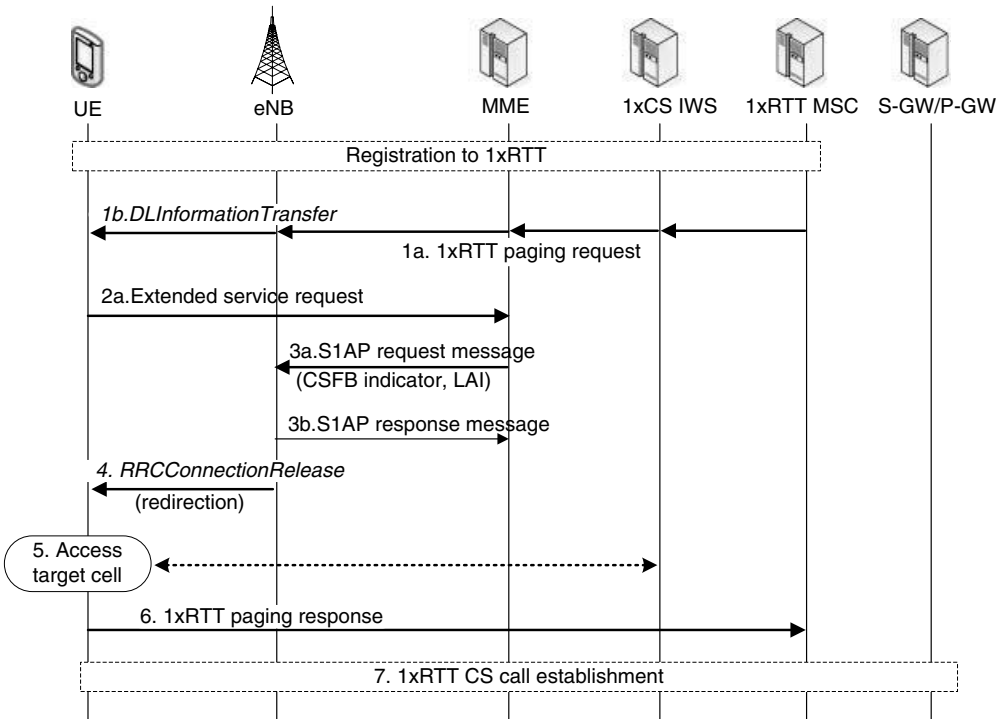 UE
eNB
MME
1xCS IWS
1xRTT MSC
S-GW/P-GW
Registration to 1xRTT
1b.DLInformationTransfer
1a. 1xRTT paging request
2a.Extended service request
3a.S1AP request message
(CSFB indicator, LAI)
3b.S1AP response message
4. RRCConnectionRelease
(redirection)
5. Access
target cell
6. 1xRTT paging response
7. 1xRTT CS call establishment